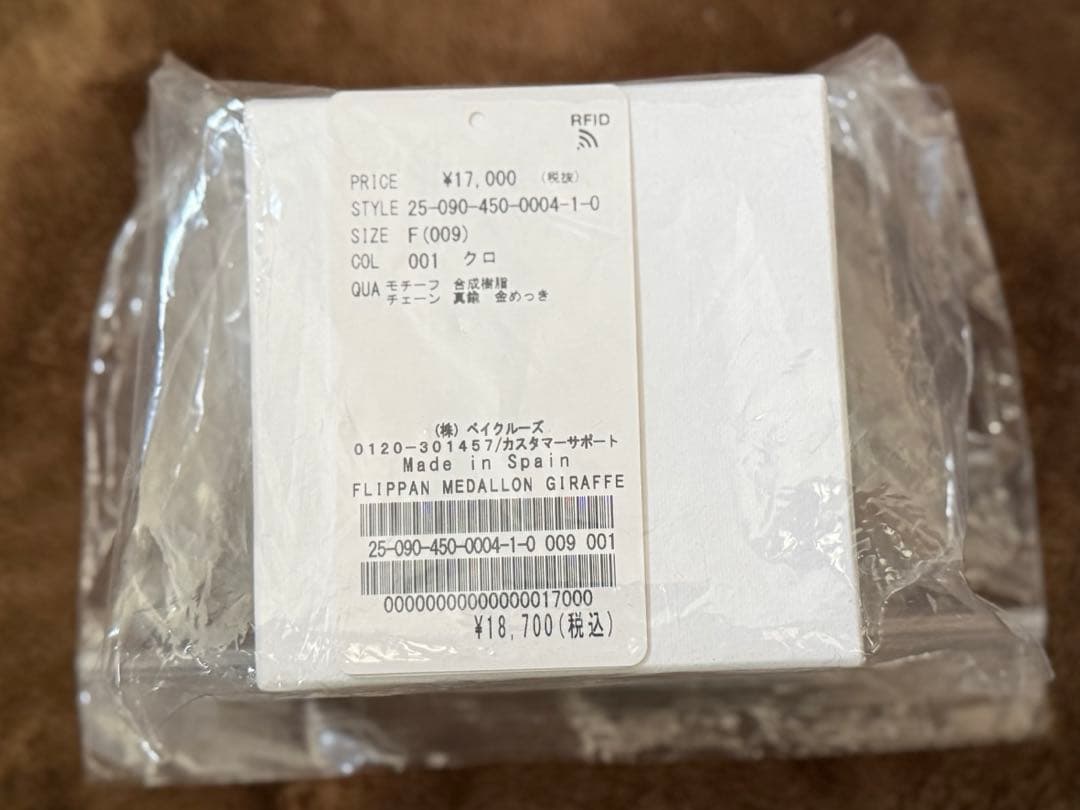 RFID
PRICE ¥17,000 (税抜)
STYLE 25-090-450-0004-1-0
SIZE F(009)
COL 001 クロ
QUA モチーフ 合成樹脂
チェーン 真鍮 金めっき
(株)ベイクルーズ
0120-301457/カスタマーサポート
Made in Spain
FLIPPAN MEDALLON GIRAFFE
25-090-450-0004-1-0 009 001
00000000000000017000
¥18,700(税込)